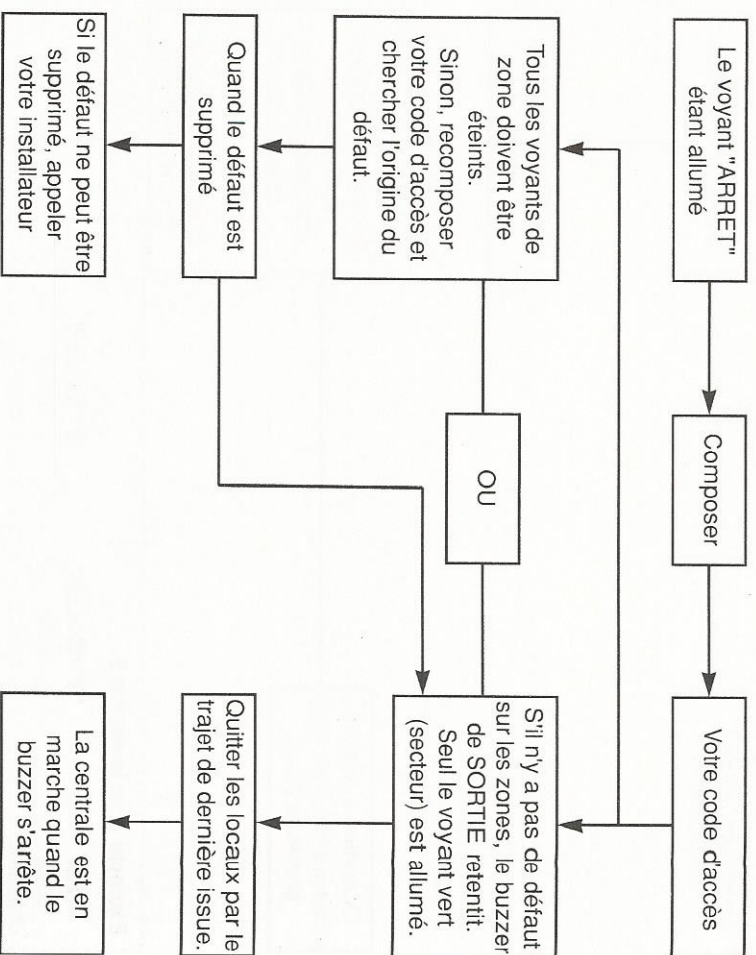 Le voyant "ARRET"
étant allumé
Composer
Votre code d'accès
Tous les voyants de
zone doivent être
éteints.
Sinon, recomposer
votre code d'accès et
chercher l'origine du
défaut.
OU
S'il n'y a pas de défaut
sur les zones, le buzzer
de SORTIE retentit.
Seul le voyant vert
(secteur) est allumé.
Quand le défaut est
supprimé
Quitter les locaux par le
trajet de dernière issue.
Si le défaut ne peut être
supprimé, appeler
votre installateur
La centrale est en
marche quand le
buzzer s'arrête.